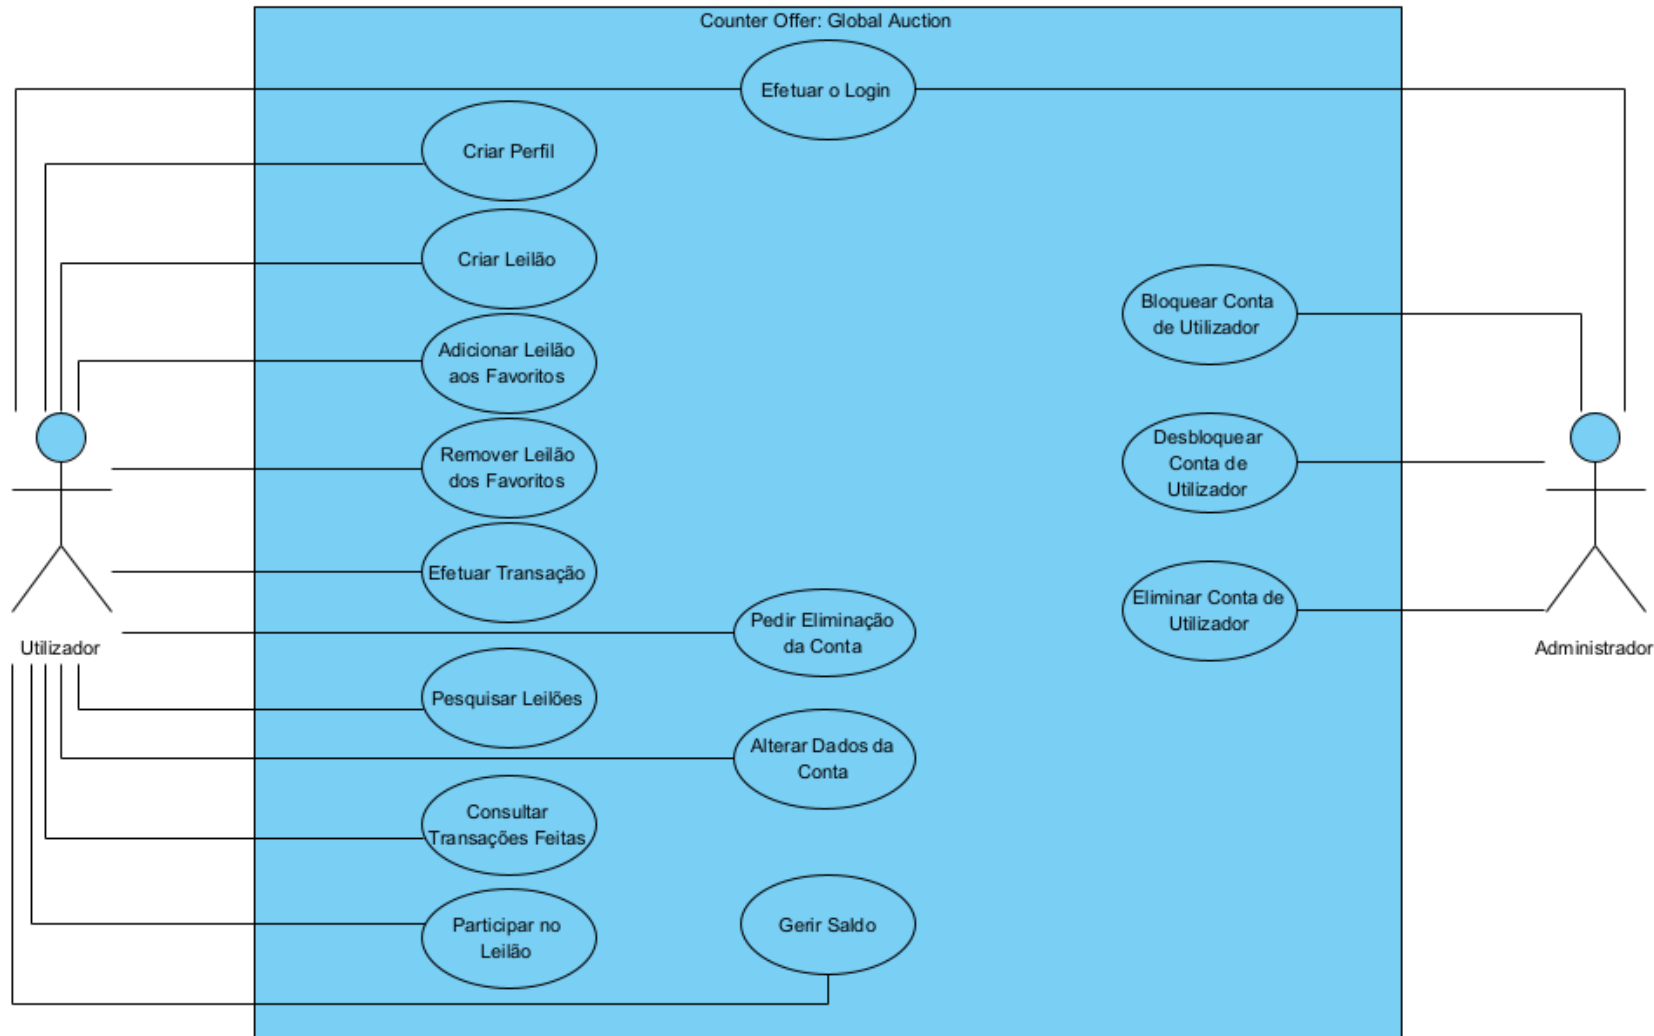 Counter Offer: Global Auction
Efetuar o Login
Criar Perfil
Criar Leilão
Bloquear Conta
de Utilizador
Adicionar Leilão
aos Favoritos
Remover Leilão
dos Favoritos
Desbloquear
Conta de
Utilizador
Efetuar Transação
Eliminar Conta de
Utilizador
Pedir Eliminação
da Conta
Utilizador
Administrador
Pesquisar Leilões
Alterar Dados da
Conta
Consultar
Transações Feitas
Participar no
Leilão
Gerir Saldo